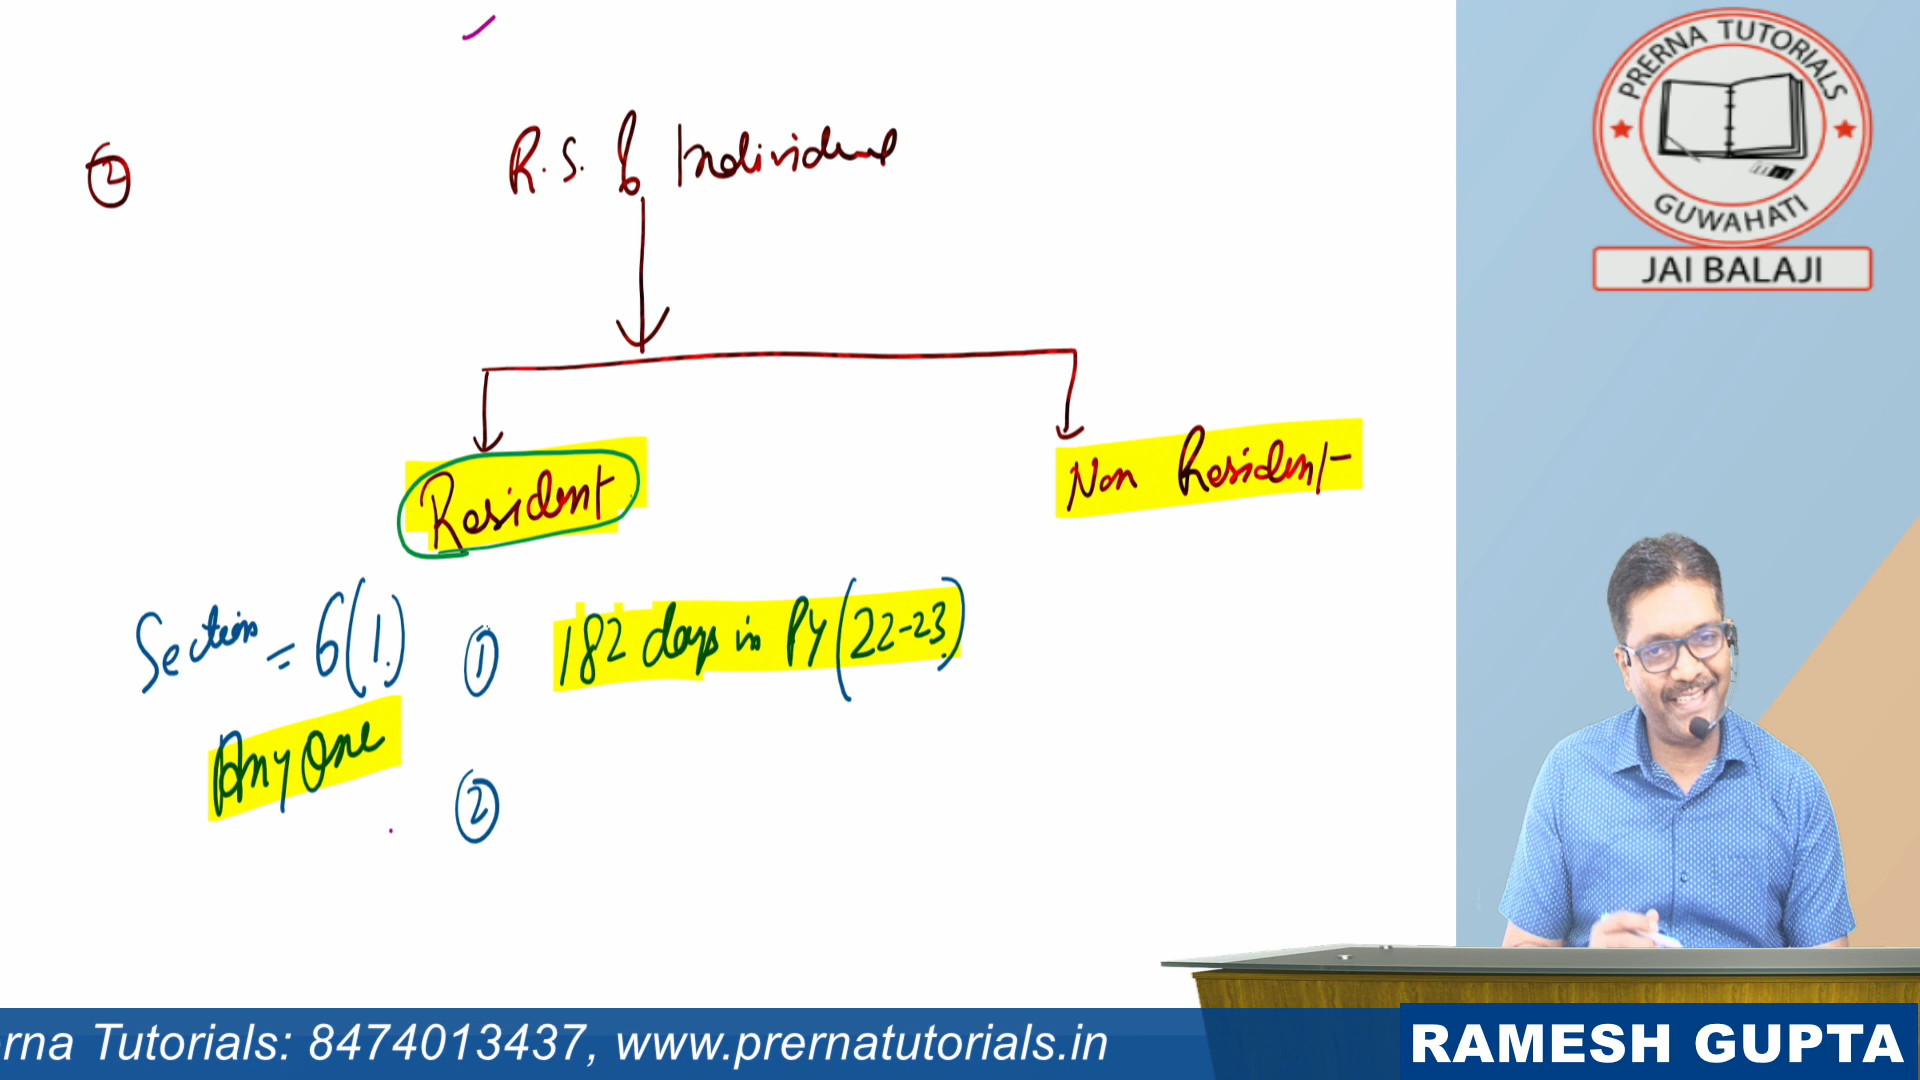 ② R.S. of Individual
Resident
Non Resident
Section = 6(1) ① 182 days in PY (22-23)
Any One
②
PRERNA TUTORIALS
GUWAHATI
JAI BALAJI
rna Tutorials: 8474013437, www.prernatutorials.in
RAMESH GUPTA